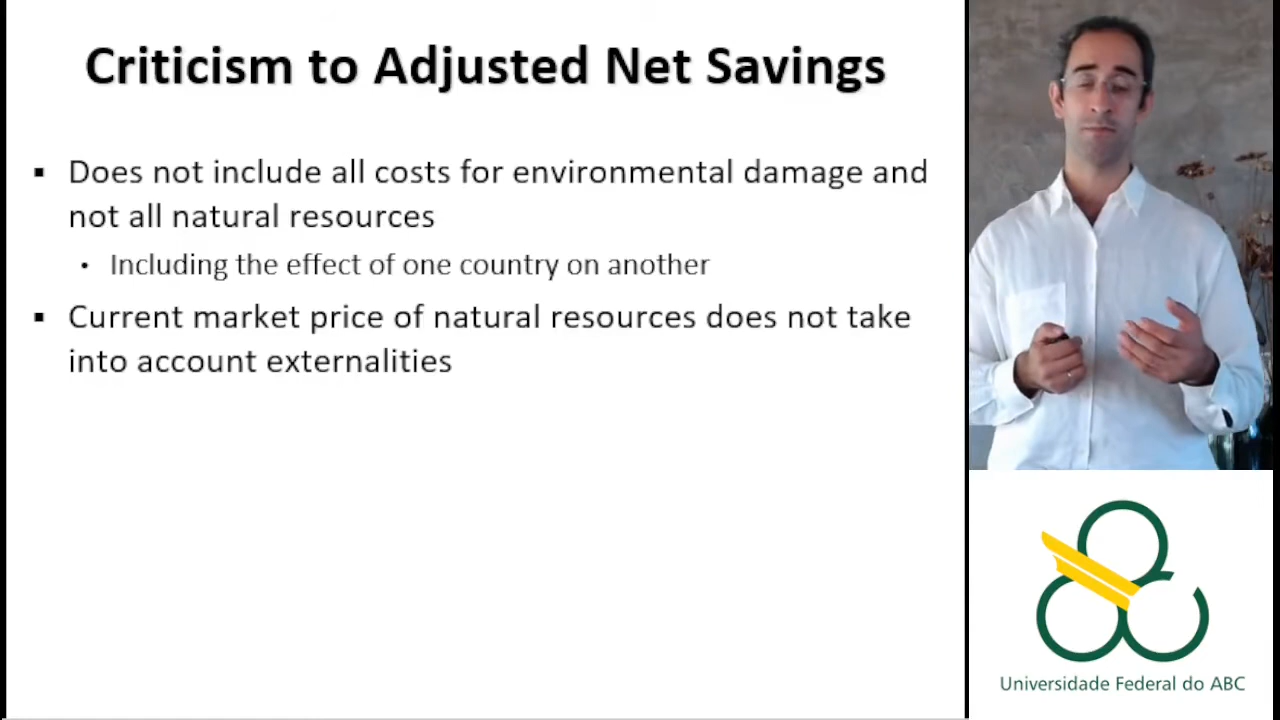 Criticism to Adjusted Net Savings
▪ Does not include all costs for environmental damage and
not all natural resources
• Including the effect of one country on another
▪ Current market price of natural resources does not take
into account externalities
Universidade Federal do ABC